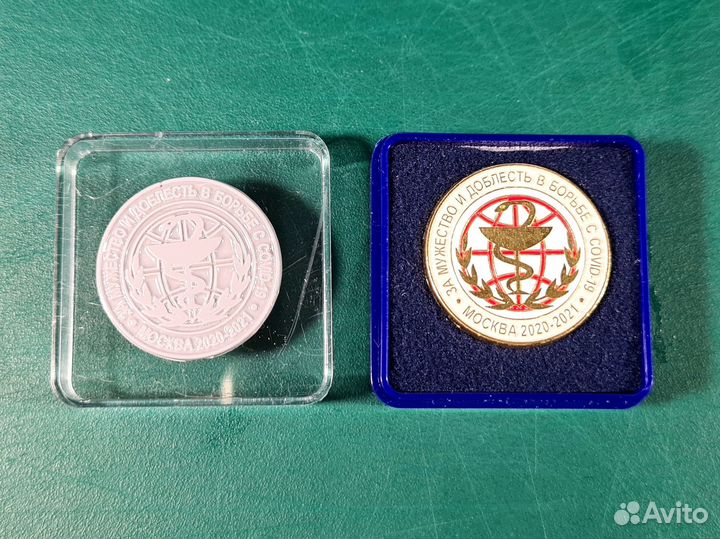 ЗА МУЖЕСТВО И ДОБЛЕСТЬ В БОРЬБЕ С COVID-19
• МОСКВА 2020-2021 •
ЗА МУЖЕСТВО И ДОБЛЕСТЬ В БОРЬБЕ С COVID-19
• МОСКВА 2020-2021 •
Avito